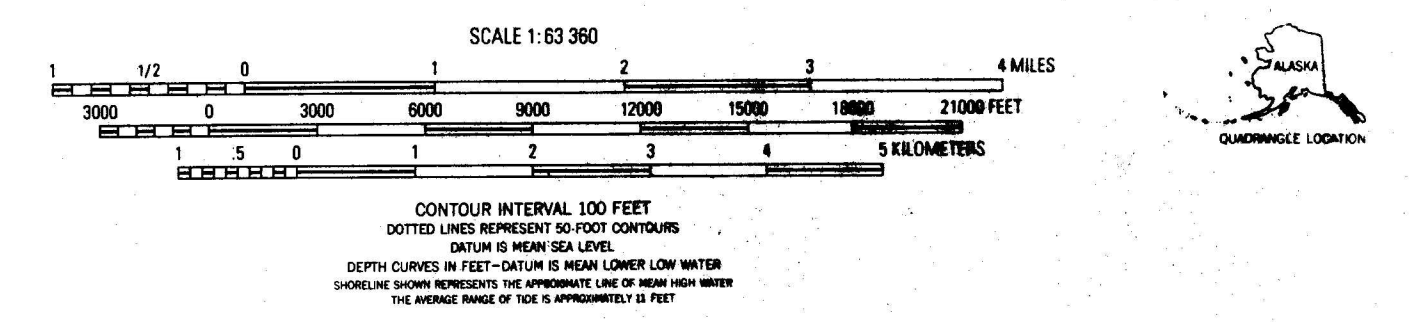 SCALE 1:63 360
1 1/2 0 1 2 3 4 MILES
3000 0 3000 6000 9000 12000 15000 18000 21000 FEET
1 .5 0 1 2 3 4 5 KILOMETERS
CONTOUR INTERVAL 100 FEET
DOTTED LINES REPRESENT 50-FOOT CONTOURS
DATUM IS MEAN SEA LEVEL
DEPTH CURVES IN FEET—DATUM IS MEAN LOWER LOW WATER
SHORELINE SHOWN REPRESENTS THE APPROXIMATE LINE OF MEAN HIGH WATER
THE AVERAGE RANGE OF TIDE IS APPROXIMATELY 11 FEET
ALASKA
QUADRANGLE LOCATION